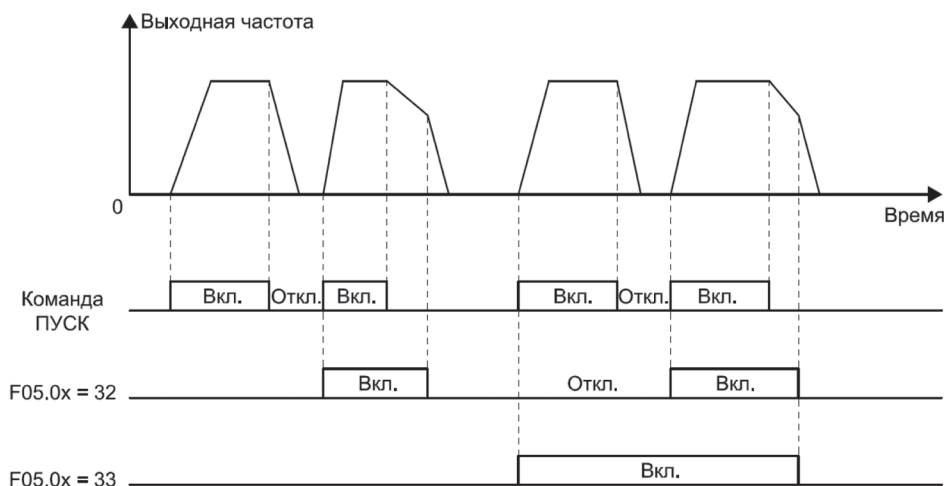 Выходная частота
0
Время
Команда
ПУСК
Вкл. Откл. Вкл. Вкл. Откл. Вкл.
F05.0x = 32
Вкл. Откл. Вкл.
F05.0x = 33
Вкл.